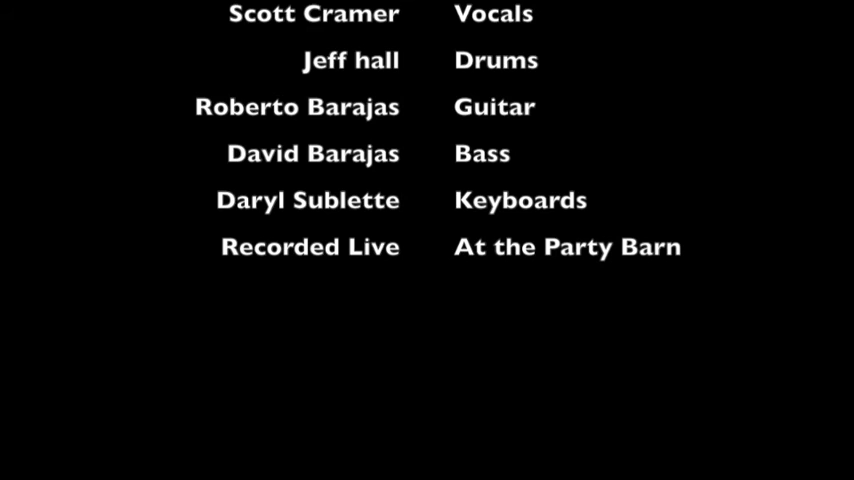 Scott Cramer Vocals
Jeff hall Drums
Roberto Barajas Guitar
David Barajas Bass
Daryl Sublette Keyboards
Recorded Live At the Party Barn